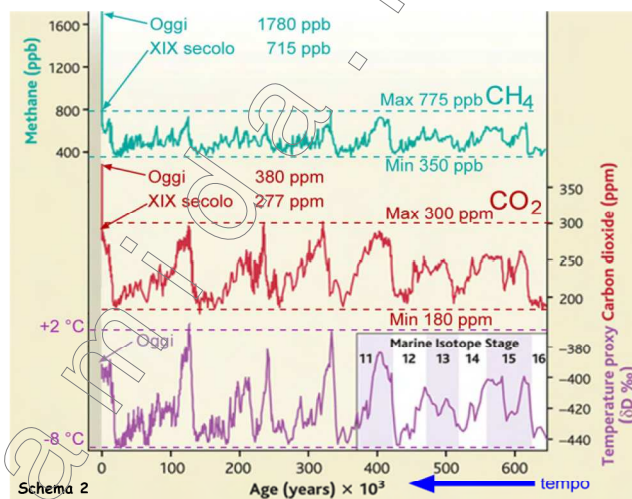 Methane (ppb)
1600
1200
800
400
Oggi 1780 ppb
XIX secolo 715 ppb
Max 775 ppb CH4
Min 350 ppb
Oggi 380 ppm
XIX secolo 277 ppm
CO2
Max 300 ppm
Min 180 ppm
350
300
250
200
Carbon dioxide (ppm)
+2 °C
Oggi
-8 °C
Marine Isotope Stage
11 12 13 14 15 16
−380
−400
−420
−440
Temperature proxy
(δD ‰)
0 100 200 300 400 500 600
Age (years) × 10³
tempo
Schema 2